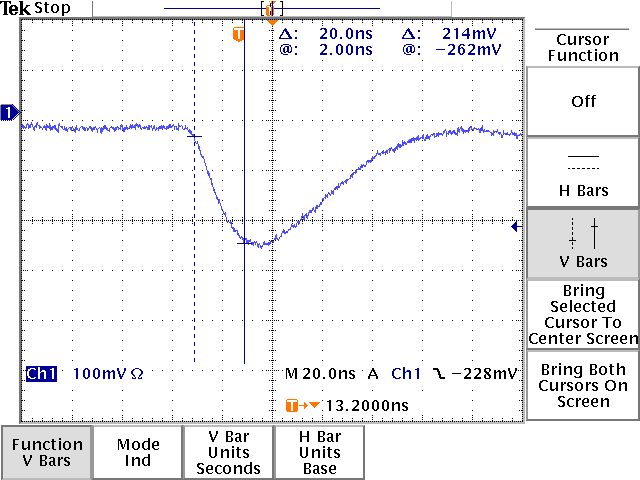 Tek Stop
T
T
Δ: 20.0ns Δ: 214mV
@: 2.00ns @: −262mV
1
Cursor
Function
Off
H Bars
V Bars
Bring
Selected
Cursor To
Center Screen
Bring Both
Cursors On
Screen
Ch1 100mV Ω M 20.0ns A Ch1 −228mV
T 13.2000ns
Function
V Bars
Mode
Ind
V Bar
Units
Seconds
H Bar
Units
Base